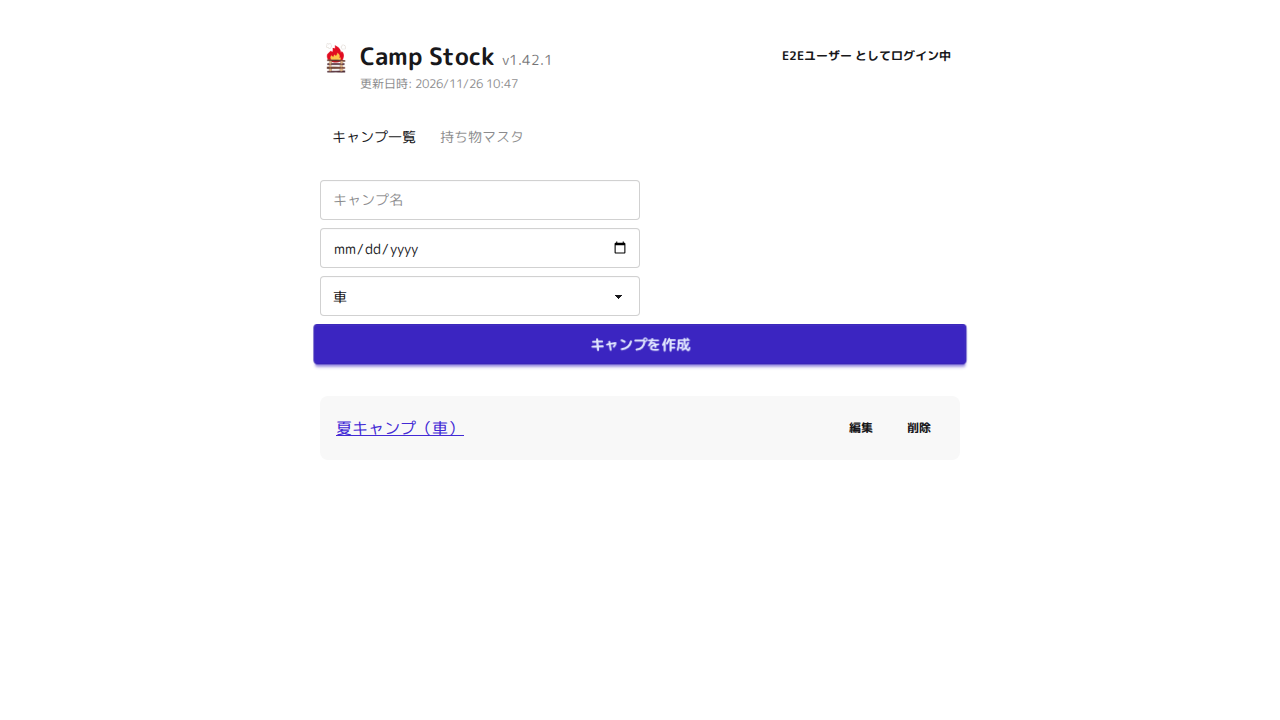 Camp Stock v1.42.1
E2Eユーザー としてログイン中
更新日時: 2026/11/26 10:47
キャンプ一覧 持ち物マスタ
キャンプ名
mm/dd/yyyy
車
キャンプを作成
夏キャンプ（車） 編集 削除